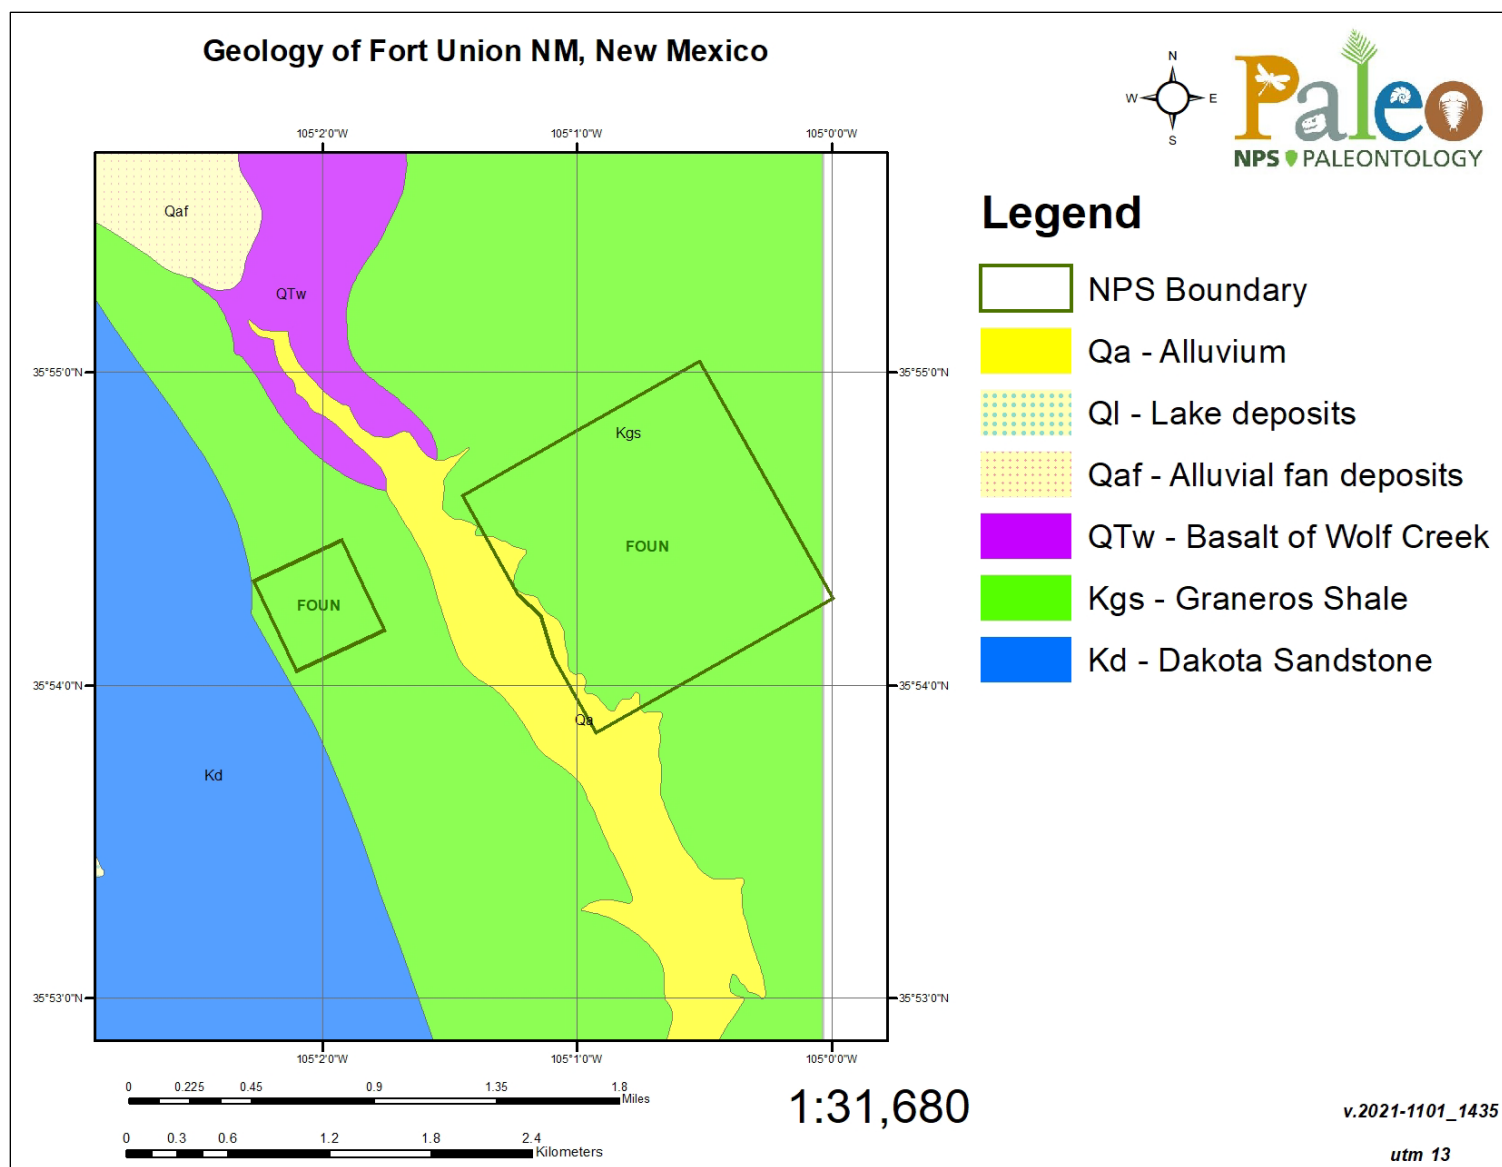 Geology of Fort Union NM, New Mexico
N
W E
S
Paleo
NPS PALEONTOLOGY
105°2'0"W 105°1'0"W 105°0'0"W
Qaf
QTw
35°55'0"N 35°55'0"N
Kgs
FOUN
FOUN
35°54'0"N 35°54'0"N
Qa
Kd
35°53'0"N 35°53'0"N
105°2'0"W 105°1'0"W 105°0'0"W
Legend
NPS Boundary
Qa - Alluvium
Ql - Lake deposits
Qaf - Alluvial fan deposits
QTw - Basalt of Wolf Creek
Kgs - Graneros Shale
Kd - Dakota Sandstone
0 0.225 0.45 0.9 1.35 1.8
Miles
0 0.3 0.6 1.2 1.8 2.4
Kilometers
1:31,680
v.2021-1101_1435
utm 13